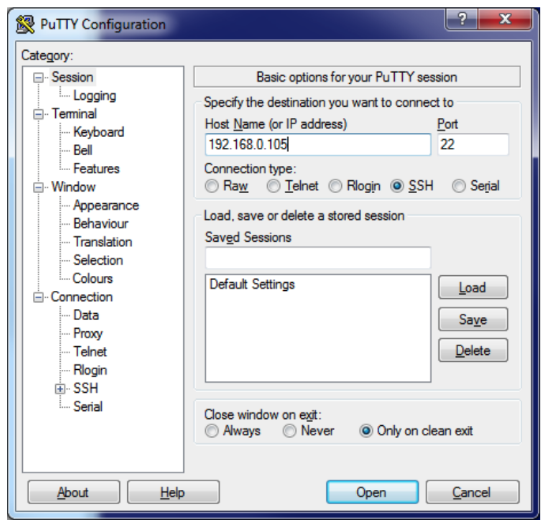 PuTTY Configuration
?
X
Category:
Session
Logging
Terminal
Keyboard
Bell
Features
Window
Appearance
Behaviour
Translation
Selection
Colours
Connection
Data
Proxy
Telnet
Rlogin
SSH
Serial
Basic options for your PuTTY session
Specify the destination you want to connect to
Host Name (or IP address) Port
192.168.0.105 22
Connection type:
Raw Telnet Rlogin SSH Serial
Load, save or delete a stored session
Saved Sessions
Default Settings
Load
Save
Delete
Close window on exit:
Always Never Only on clean exit
About Help Open Cancel